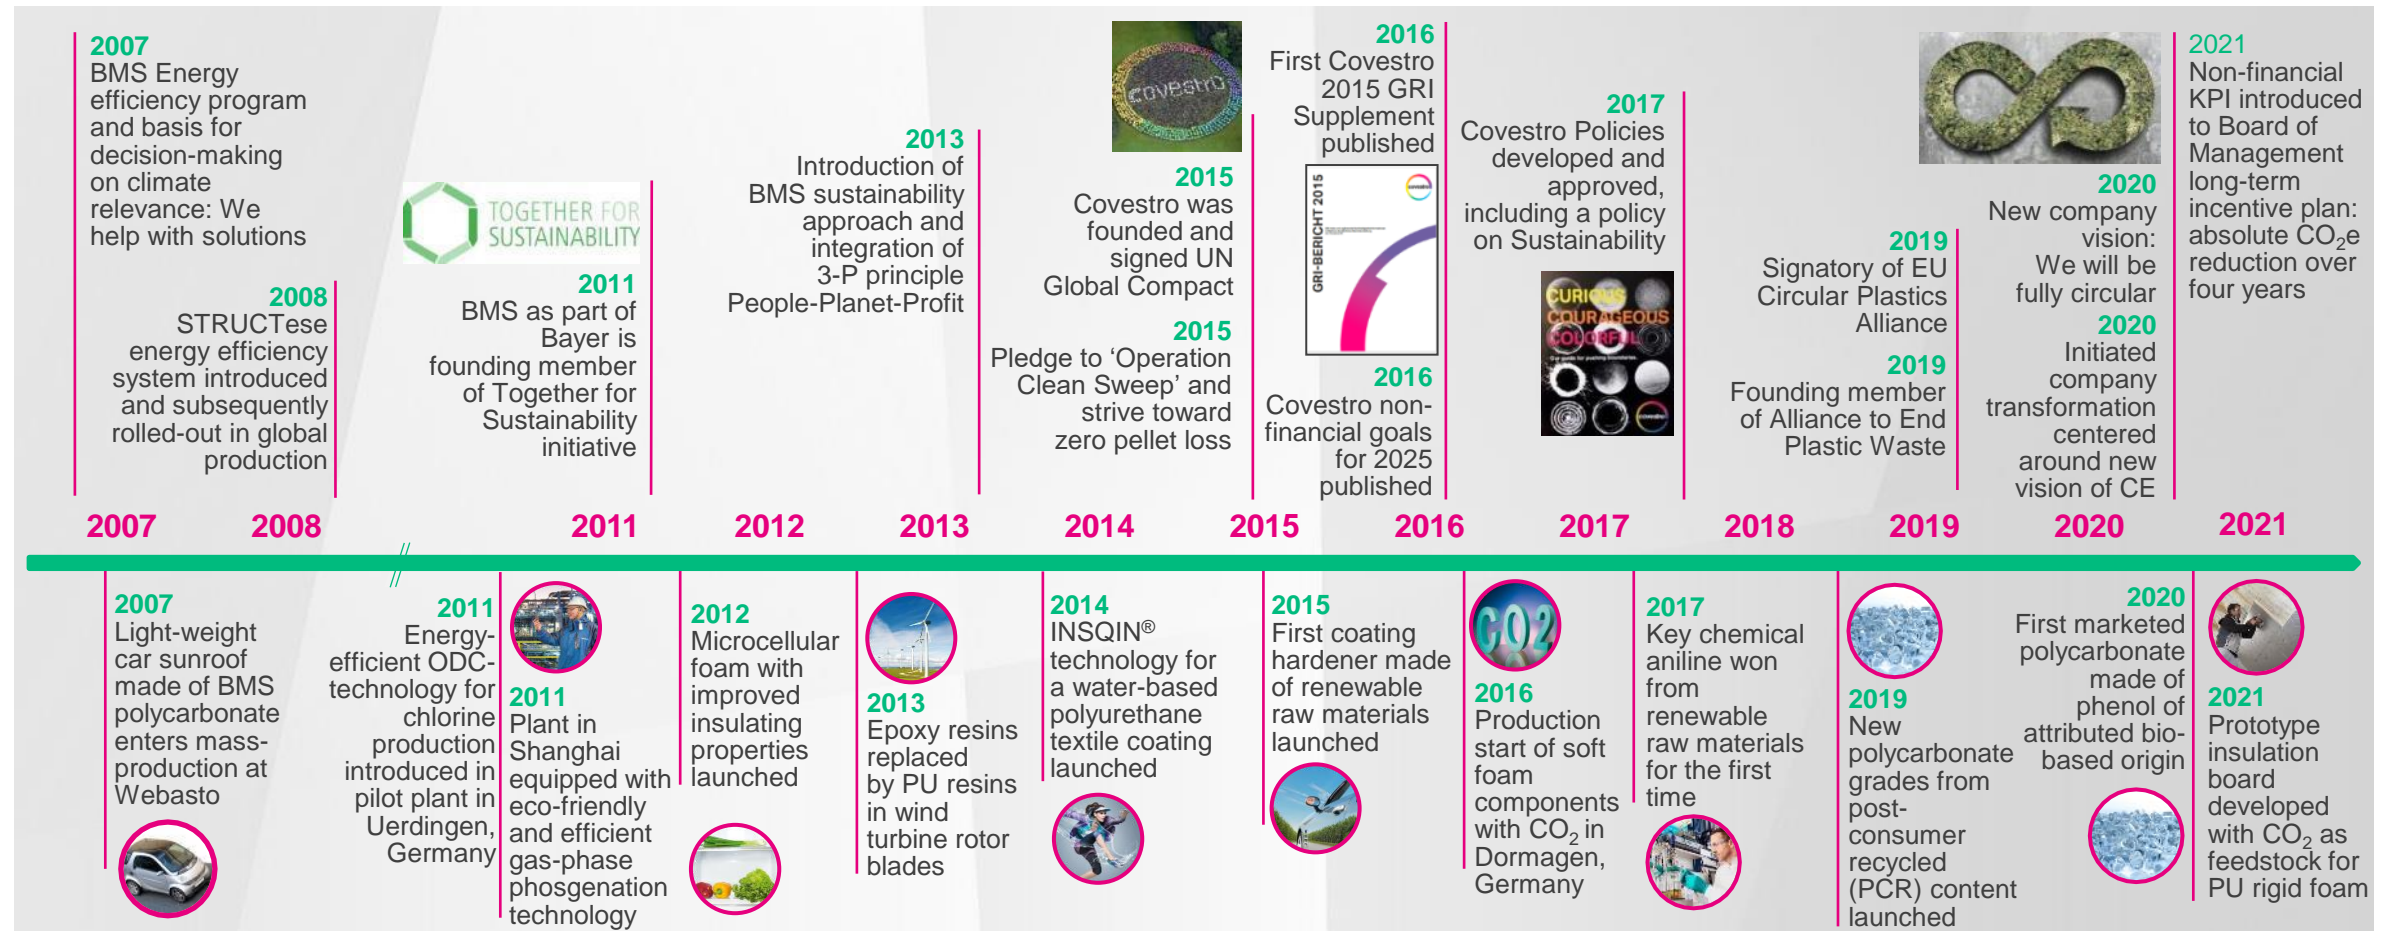 2007
BMS Energy
efficiency program
and basis for
decision-making
on climate
relevance: We
help with solutions
2008
STRUCTese
energy efficiency
system introduced
and subsequently
rolled-out in global
production
TOGETHER FOR
SUSTAINABILITY
2011
BMS as part of
Bayer is
founding member
of Together for
Sustainability
initiative
2013
Introduction of
BMS sustainability
approach and
integration of
3-P principle
People-Planet-Profit
covestro
2015
Covestro was
founded and
signed UN
Global Compact
2015
Pledge to ‘Operation
Clean Sweep’ and
strive toward
zero pellet loss
2016
First Covestro
2015 GRI
Supplement
published
GRI-BERICHT 2015
covestro
2016
Covestro non-
financial goals
for 2025
published
2017
Covestro Policies
developed and
approved,
including a policy
on Sustainability
CURIOUS
COURAGEOUS
COLORFUL
Our guide for pushing boundaries.
covestro
2019
Signatory of EU
Circular Plastics
Alliance
2019
Founding member
of Alliance to End
Plastic Waste
2020
New company
vision:
We will be
fully circular
2020
Initiated
company
transformation
centered
around new
vision of CE
2021
Non-financial
KPI introduced
to Board of
Management
long-term
incentive plan:
absolute CO2e
reduction over
four years
2007 2008 2011 2012 2013 2014 2015 2016 2017 2018 2019 2020 2021
2007
Light-weight
car sunroof
made of BMS
polycarbonate
enters mass-
production at
Webasto
2011
Energy-
efficient ODC-
technology for
chlorine
production
introduced in
pilot plant in
Uerdingen,
Germany
2011
Plant in
Shanghai
equipped with
eco-friendly
and efficient
gas-phase
phosgenation
technology
2012
Microcellular
foam with
improved
insulating
properties
launched
2013
Epoxy resins
replaced
by PU resins
in wind
turbine rotor
blades
2014
INSQIN®
technology for
a water-based
polyurethane
textile coating
launched
2015
First coating
hardener made
of renewable
raw materials
launched
CO2
2016
Production
start of soft
foam
components
with CO2 in
Dormagen,
Germany
2017
Key chemical
aniline won
from
renewable
raw materials
for the first
time
2019
New
polycarbonate
grades from
post-
consumer
recycled
(PCR) content
launched
2020
First marketed
polycarbonate
made of
phenol of
attributed bio-
based origin
2021
Prototype
insulation
board
developed
with CO2 as
feedstock for
PU rigid foam